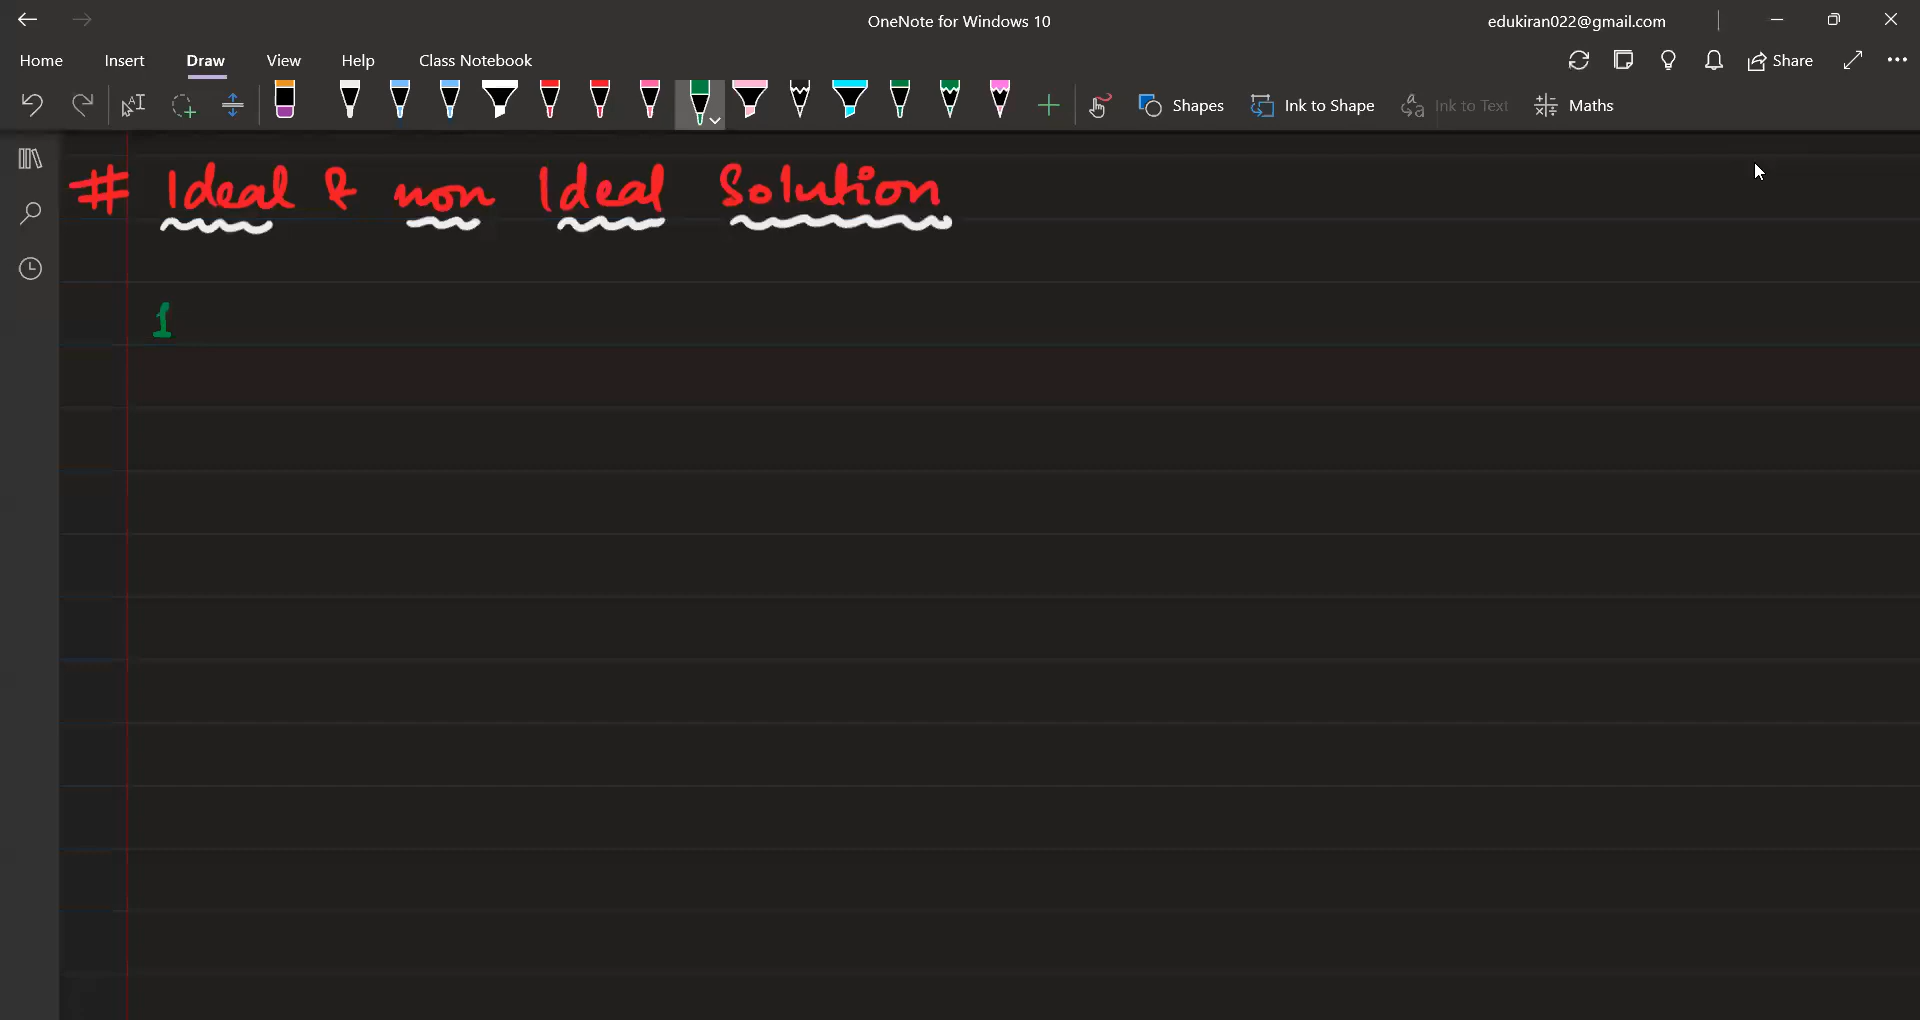 OneNote for Windows 10
edukiran022@gmail.com
Home Insert Draw View Help Class Notebook
Share
Shapes Ink to Shape Ink to Text Maths
# Ideal & non Ideal Solution
1